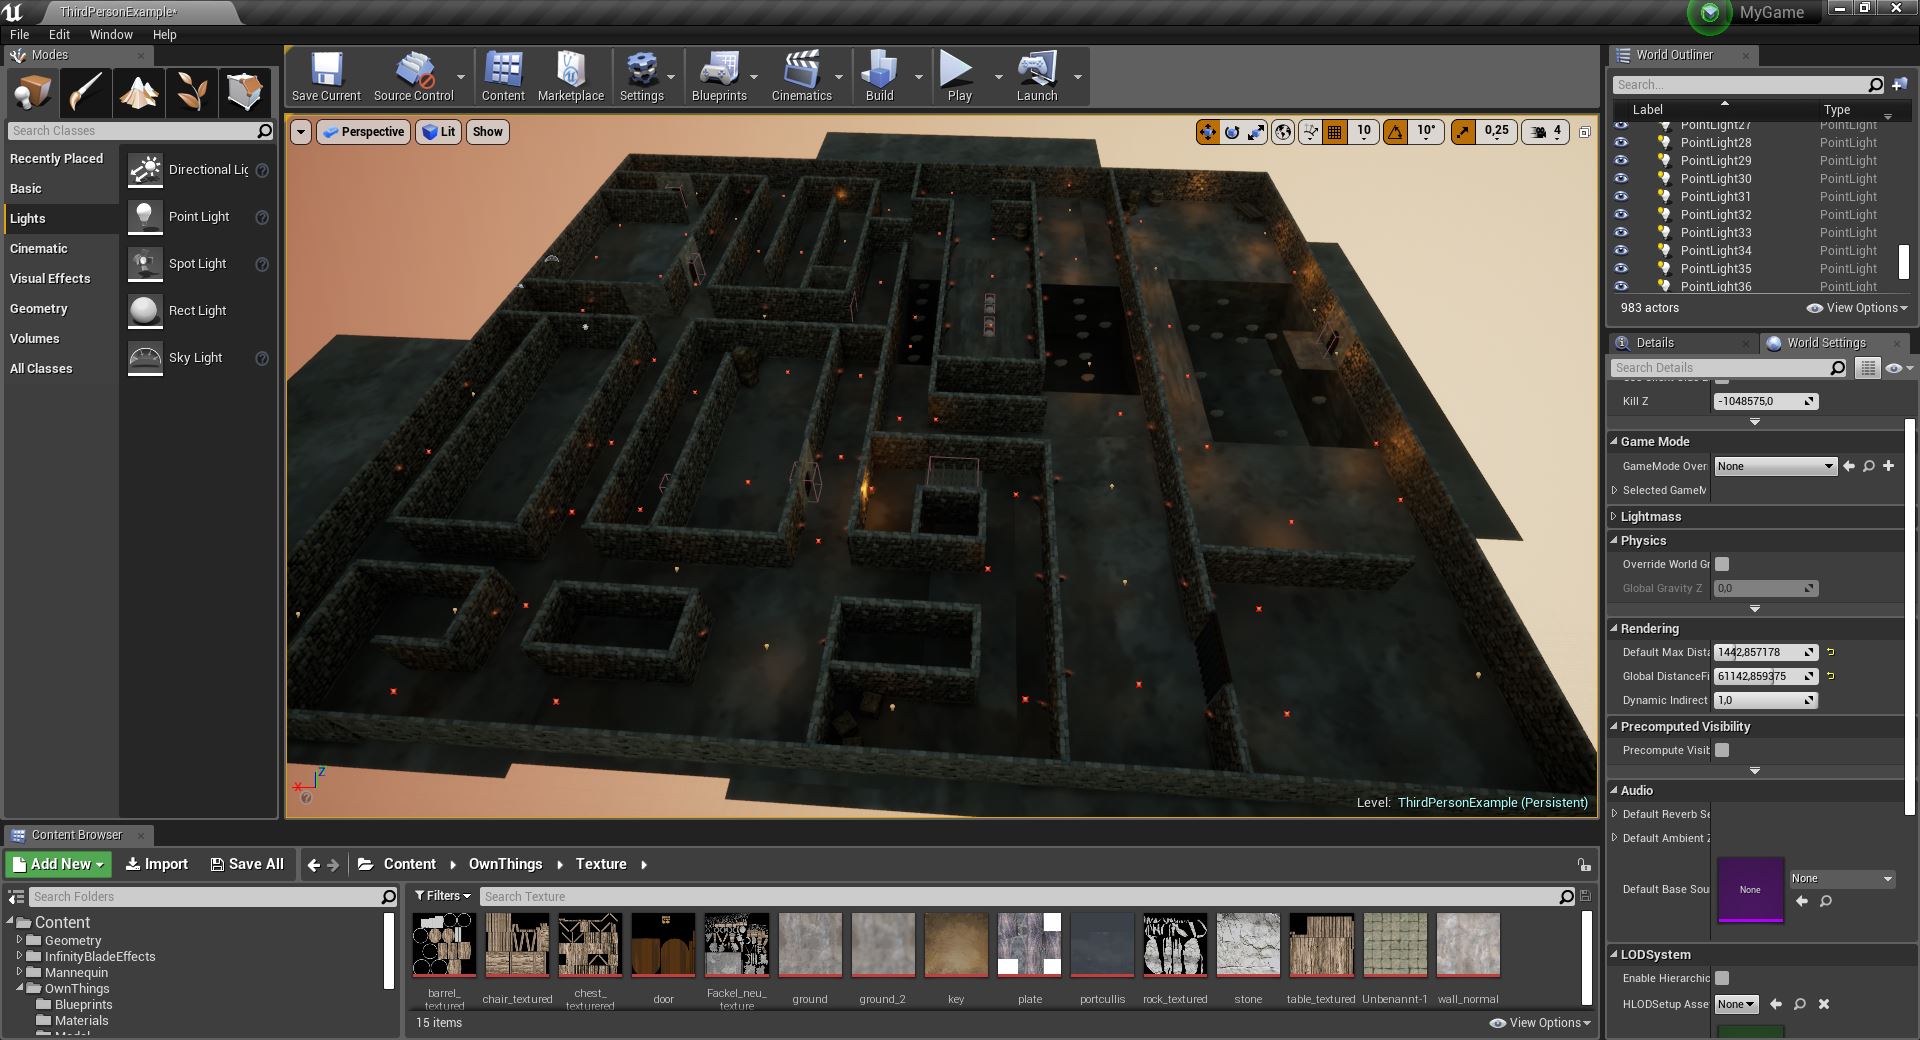 ThirdPersonExample*
MyGame
File Edit Window Help
Modes
Search Classes
Recently Placed
Basic
Lights
Cinematic
Visual Effects
Geometry
Volumes
All Classes
Directional Lig
Point Light
Spot Light
Rect Light
Sky Light
Save Current Source Control Content Marketplace Settings Blueprints Cinematics Build Play Launch
Perspective Lit Show
10 10° 0,25 4
Level: ThirdPersonExample (Persistent)
X Z
World Outliner
Search...
Label Type
PointLight27 PointLight
PointLight28 PointLight
PointLight29 PointLight
PointLight30 PointLight
PointLight31 PointLight
PointLight32 PointLight
PointLight33 PointLight
PointLight34 PointLight
PointLight35 PointLight
PointLight36 PointLight
983 actors View Options
Details World Settings
Search Details
Kill Z -1048575,0
Game Mode
GameMode Over None
Selected GameM
Lightmass
Physics
Override World Gr
Global Gravity Z 0,0
Rendering
Default Max Dista 1442,857178
Global DistanceFi 61142,859375
Dynamic Indirect 1,0
Precomputed Visibility
Precompute Visib
Audio
Default Reverb Se
Default Ambient Z
Default Base Sou None None
LODSystem
Enable Hierarchic
HLODSetup Asse None
Content Browser
Add New Import Save All Content OwnThings Texture
Search Folders
Content
Geometry
InfinityBladeEffects
Mannequin
OwnThings
Blueprints
Materials
Filters Search Texture
barrel_textured
chair_textured
chest_texturered
door
Fackel_neu_texture
ground
ground_2
key
plate
portcullis
rock_textured
stone
table_textured
Unbenannt-1
wall_normal
15 items View Options